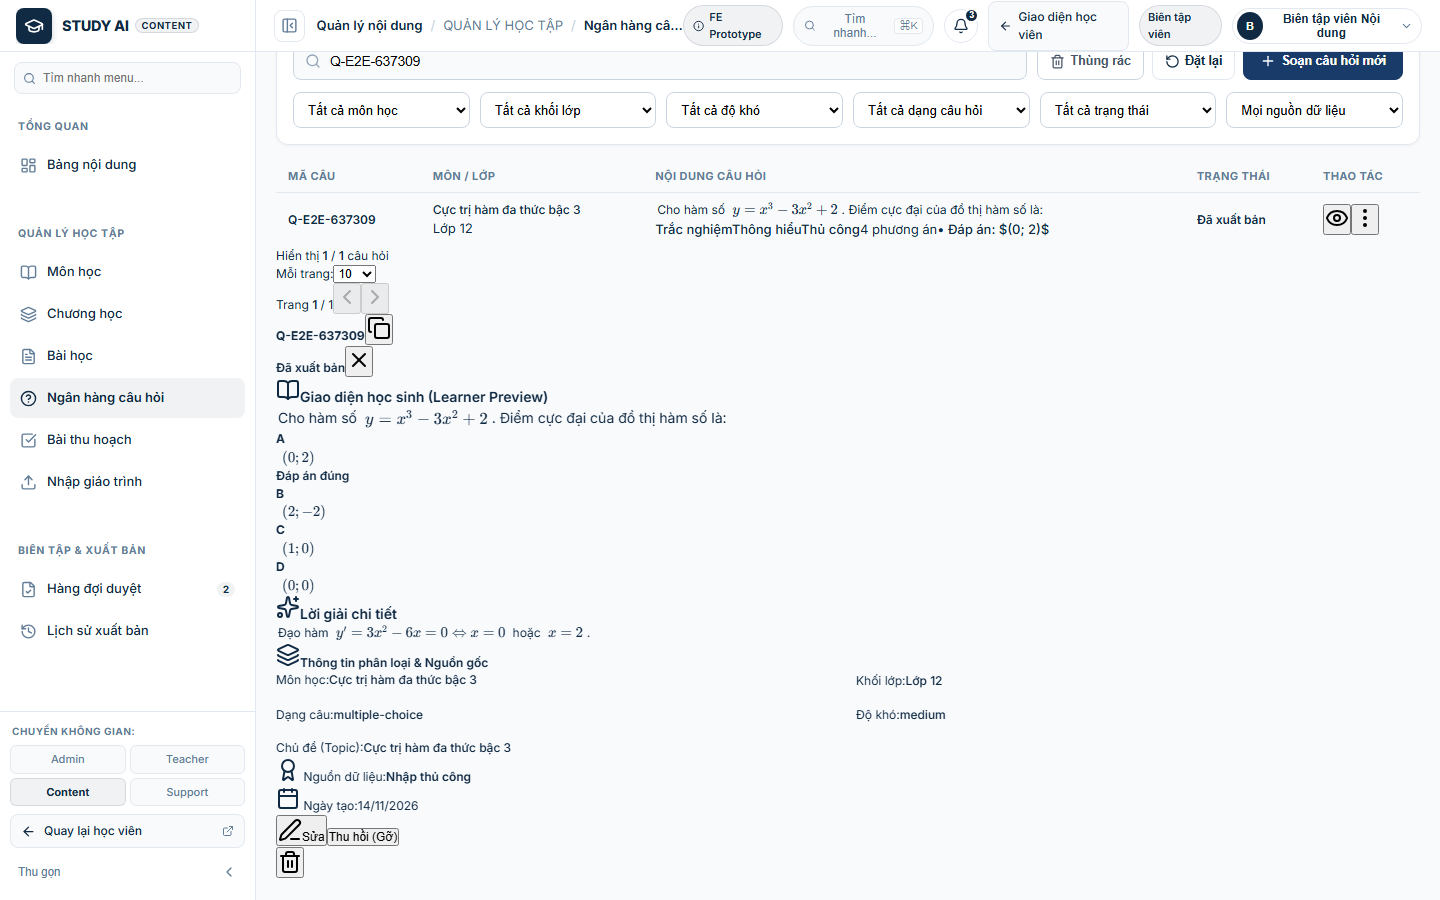 STUDY AI CONTENT
Quản lý nội dung / QUẢN LÝ HỌC TẬP / Ngân hàng câ...
FE Prototype
Tìm nhanh... ⌘K
3
Giao diện học viên
Biên tập viên
B Biên tập viên Nội dung
Tìm nhanh menu...
TỔNG QUAN
Bảng nội dung
QUẢN LÝ HỌC TẬP
Môn học
Chương học
Bài học
Ngân hàng câu hỏi
Bài thu hoạch
Nhập giáo trình
BIÊN TẬP & XUẤT BẢN
Hàng đợi duyệt 2
Lịch sử xuất bản
CHUYỂN KHÔNG GIAN:
Admin Teacher
Content Support
Quay lại học viên
Thu gọn
Q-E2E-637309
Thùng rác
Đặt lại
Soạn câu hỏi mới
Tất cả môn học Tất cả khối lớp Tất cả độ khó Tất cả dạng câu hỏi Tất cả trạng thái Mọi nguồn dữ liệu
MÃ CÂU MÔN / LỚP NỘI DUNG CÂU HỎI TRẠNG THÁI THAO TÁC
Q-E2E-637309
Cực trị hàm đa thức bậc 3
Lớp 12
Cho hàm số y = x³ − 3x² + 2 . Điểm cực đại của đồ thị hàm số là:
Trắc nghiệmThông hiểuThủ công4 phương án• Đáp án: $(0; 2)$
Đã xuất bản
Hiển thị 1 / 1 câu hỏi
Mỗi trang: 10
Trang 1 / 1
Q-E2E-637309
Đã xuất bản
Giao diện học sinh (Learner Preview)
Cho hàm số y = x³ − 3x² + 2 . Điểm cực đại của đồ thị hàm số là:
A
(0; 2)
Đáp án đúng
B
(2; −2)
C
(1; 0)
D
(0; 0)
Lời giải chi tiết
Đạo hàm y′ = 3x² − 6x = 0 ⇔ x = 0 hoặc x = 2 .
Thông tin phân loại & Nguồn gốc
Môn học:Cực trị hàm đa thức bậc 3 Khối lớp:Lớp 12
Dạng câu:multiple-choice Độ khó:medium
Chủ đề (Topic):Cực trị hàm đa thức bậc 3
Nguồn dữ liệu:Nhập thủ công
Ngày tạo:14/11/2026
Sửa Thu hồi (Gỡ)